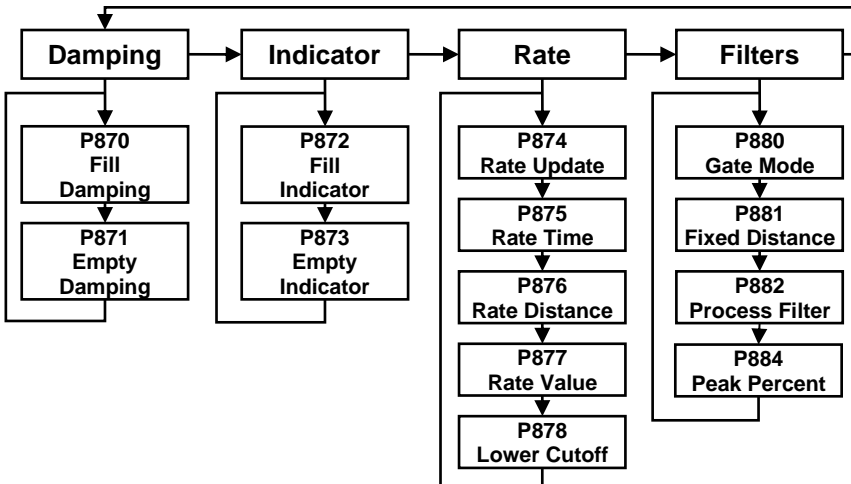 Damping
Indicator
Rate
Filters
P870
Fill
Damping
P871
Empty
Damping
P872
Fill
Indicator
P873
Empty
Indicator
P874
Rate Update
P875
Rate Time
P876
Rate Distance
P877
Rate Value
P878
Lower Cutoff
P880
Gate Mode
P881
Fixed Distance
P882
Process Filter
P884
Peak Percent